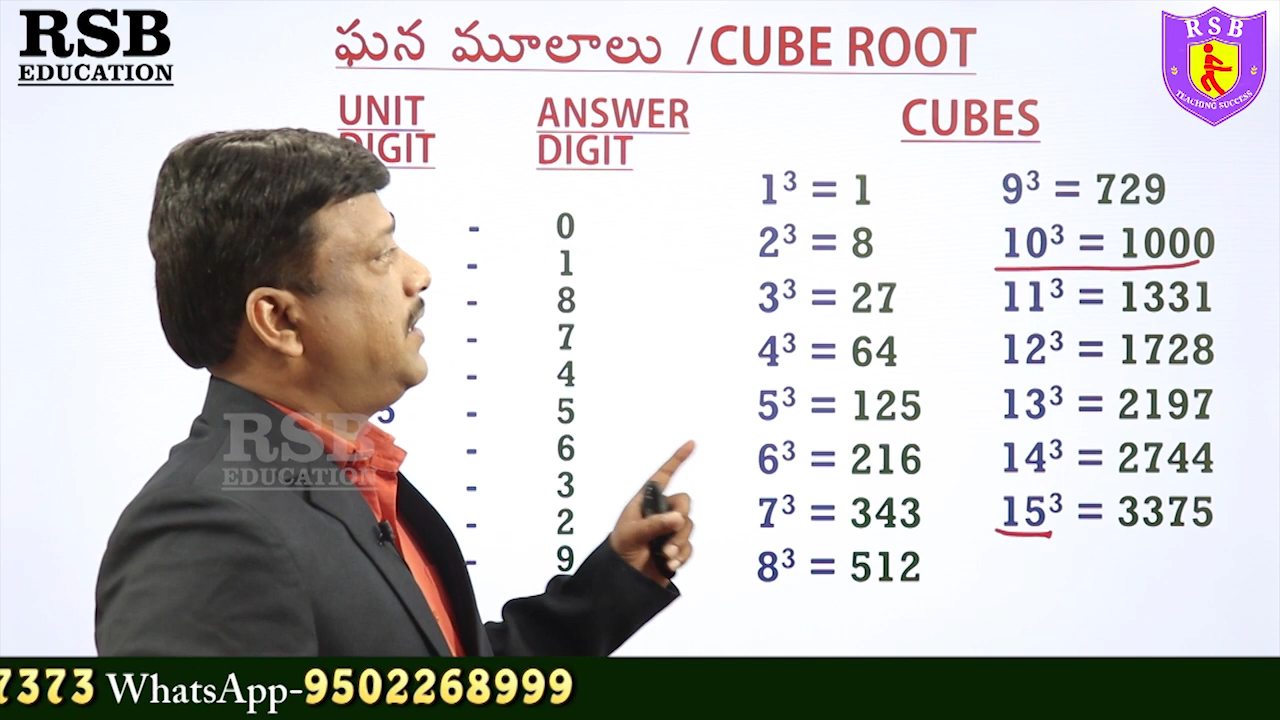 RSB
EDUCATION
ఘన మూలాలు / CUBE ROOT
RSB
TEACHING SUCCESS
UNIT
DIGIT
ANSWER
DIGIT
CUBES
- 0
- 1
- 8
- 7
- 4
5 - 5
- 6
- 3
- 2
- 9
1³ = 1
2³ = 8
3³ = 27
4³ = 64
5³ = 125
6³ = 216
7³ = 343
8³ = 512
9³ = 729
10³ = 1000
11³ = 1331
12³ = 1728
13³ = 2197
14³ = 2744
15³ = 3375
RSB
EDUCATION
7373 WhatsApp-9502268999